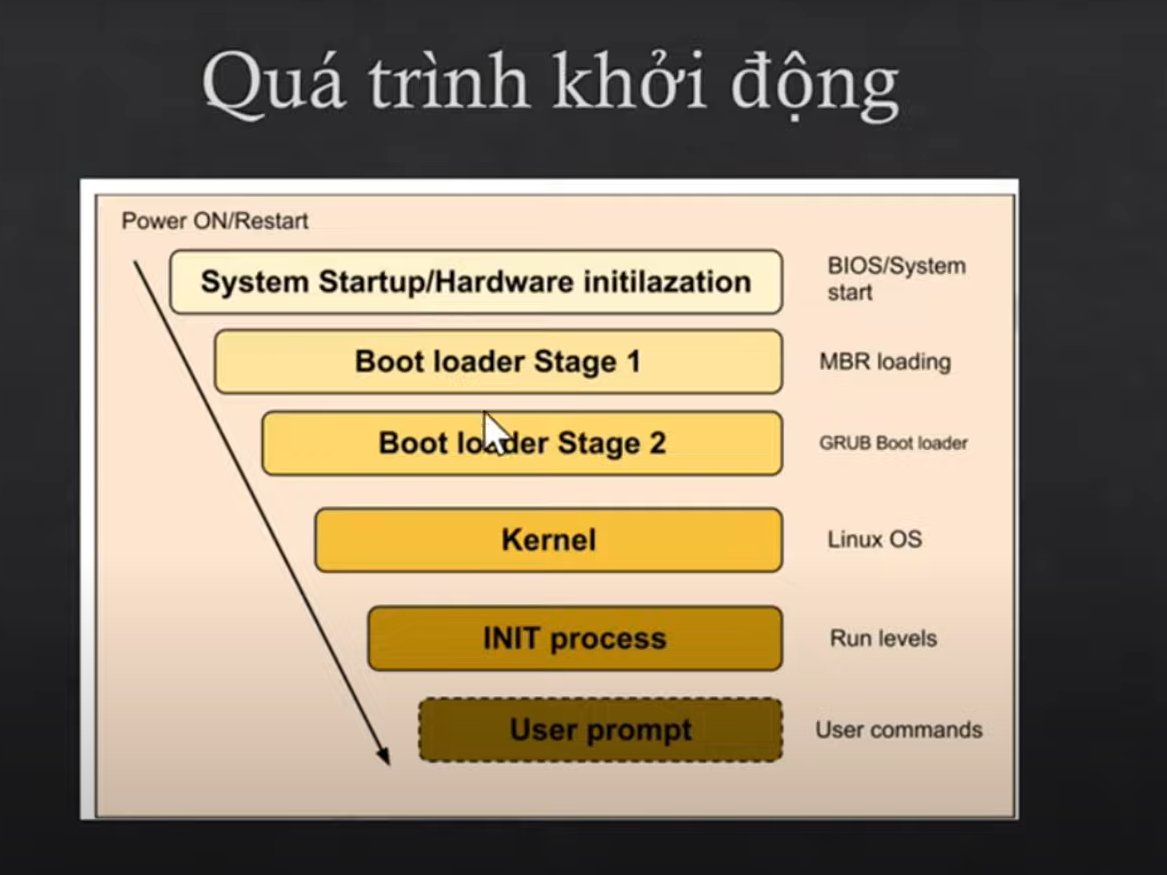 Quá trình khởi động
Power ON/Restart
System Startup/Hardware initilazation
BIOS/System
start
Boot loader Stage 1
MBR loading
Boot loader Stage 2
GRUB Boot loader
Kernel
Linux OS
INIT process
Run levels
User prompt
User commands